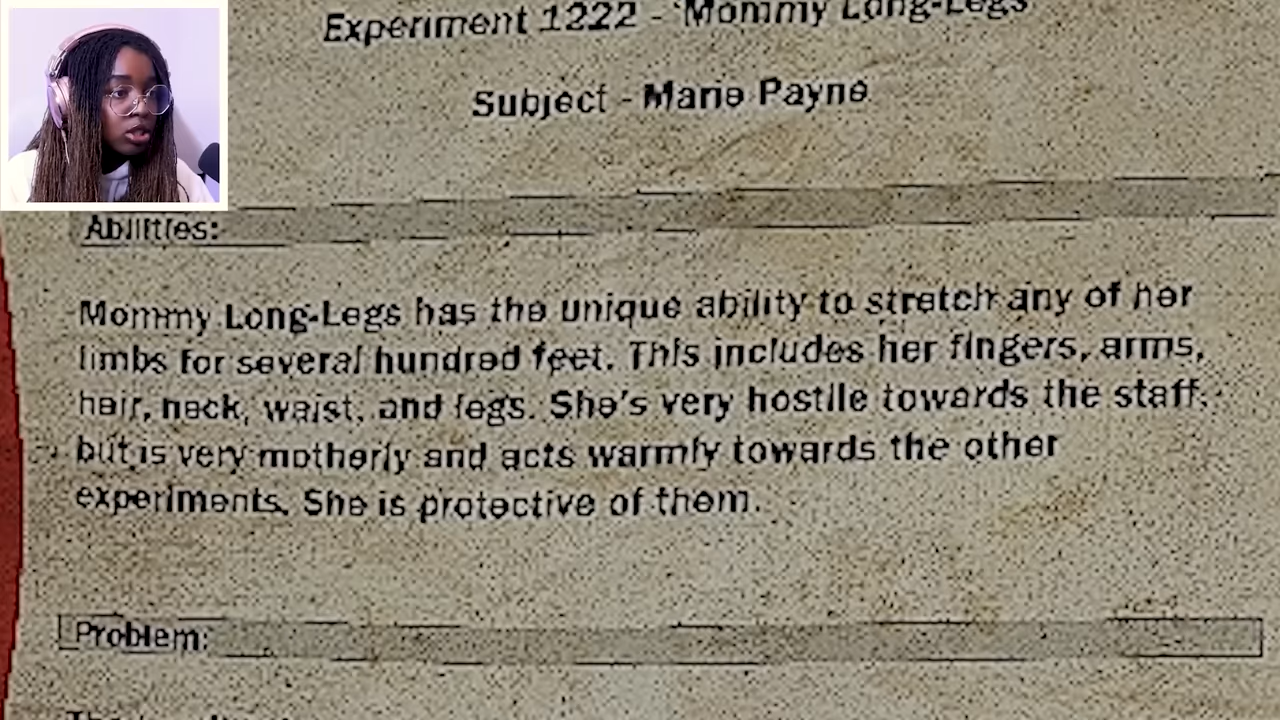 Experiment 1222 - 'Mommy Long-Legs
Subject - Marie Payne
Abilities:
Mommy Long-Legs has the unique ability to stretch any of her
limbs for several hundred feet. This includes her fingers, arms,
hair, neck, waist, and legs. She's very hostile towards the staff,
but is very motherly and acts warmly towards the other
experiments. She is protective of them.
Problem: